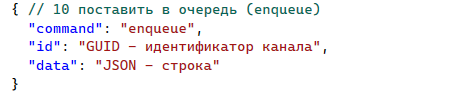 { // 10 поставить в очередь (enqueue)
  "command": "enqueue",
  "id": "GUID – идентификатор канала",
  "data": "JSON – строка"
}